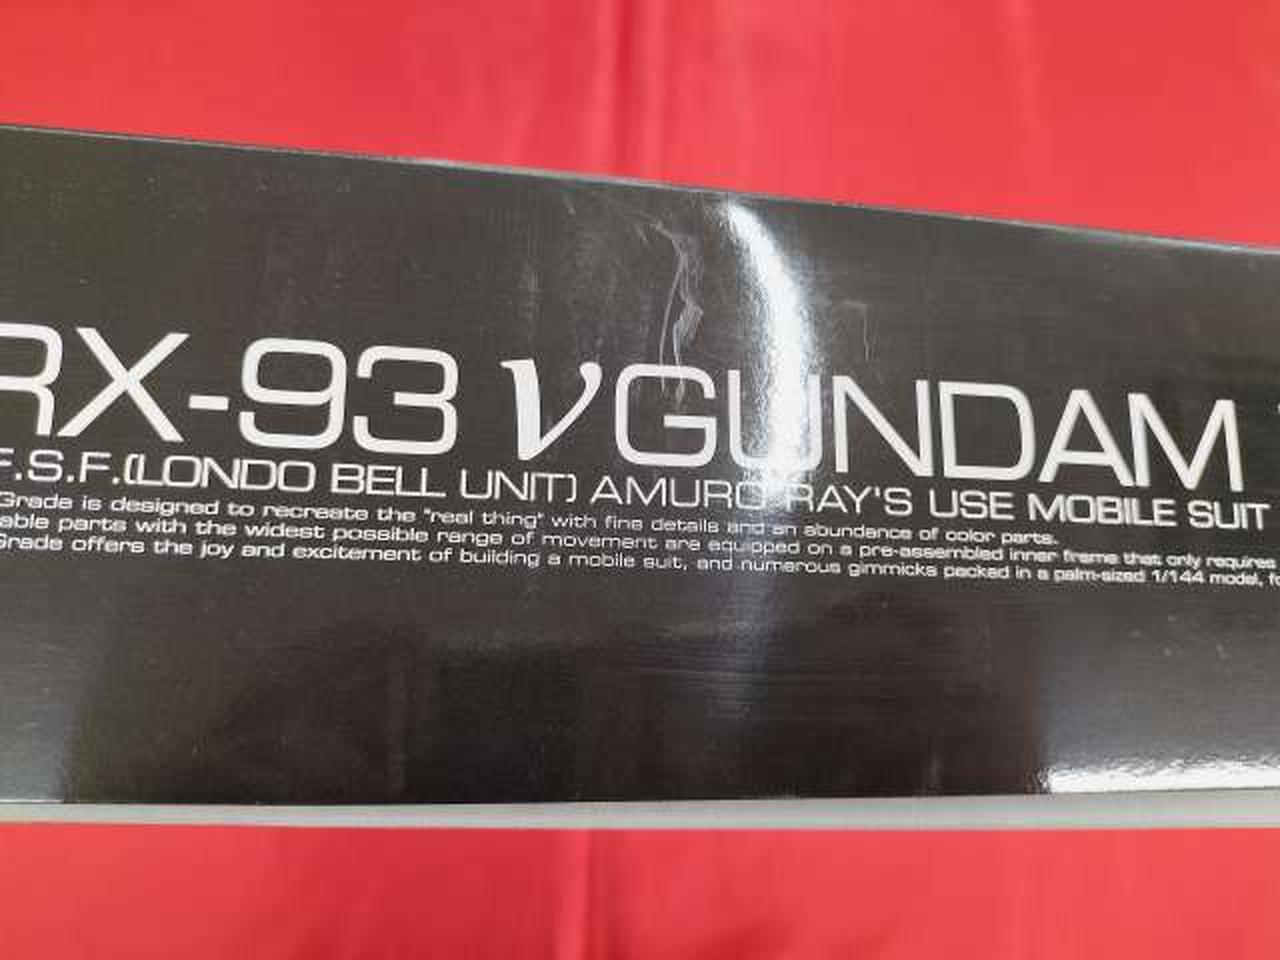 RX-93 νGUNDAM
F.S.F.(LONDO BELL UNIT) AMURO RAY'S USE MOBILE SUIT
Grade is designed to recreate the "real thing" with fine details and an abundance of color parts.
able parts with the widest possible range of movement are equipped on a pre-assembled inner frame that only requires
Grade offers the joy and excitement of building a mobile suit, and numerous gimmicks packed in a palm-sized 1/144 model,